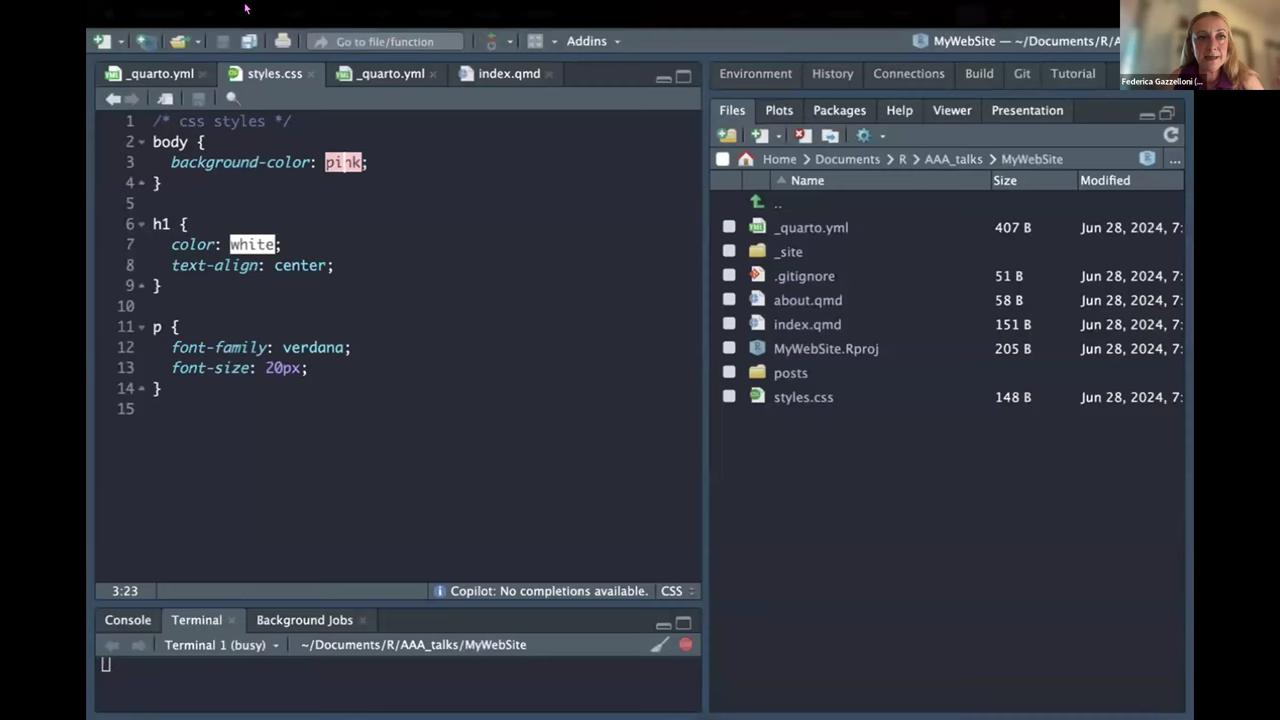 Go to file/function
Addins
MyWebSite — ~/Documents/R/A
Federica Gazzelloni (...
_quarto.yml
styles.css
_quarto.yml
index.qmd
1 /* css styles */
2 body {
3 background-color: pink;
4 }
5
6 h1 {
7 color: white;
8 text-align: center;
9 }
10
11 p {
12 font-family: verdana;
13 font-size: 20px;
14 }
15
3:23
Copilot: No completions available.
CSS
Console
Terminal
Background Jobs
Terminal 1 (busy)
~/Documents/R/AAA_talks/MyWebSite
Environment History Connections Build Git Tutorial
Files Plots Packages Help Viewer Presentation
Home Documents R AAA_talks MyWebSite ...
Name Size Modified
..
_quarto.yml 407 B Jun 28, 2024, 7:
_site
.gitignore 51 B Jun 28, 2024, 7:
about.qmd 58 B Jun 28, 2024, 7:
index.qmd 151 B Jun 28, 2024, 7:
MyWebSite.Rproj 205 B Jun 28, 2024, 7:
posts
styles.css 148 B Jun 28, 2024, 7: